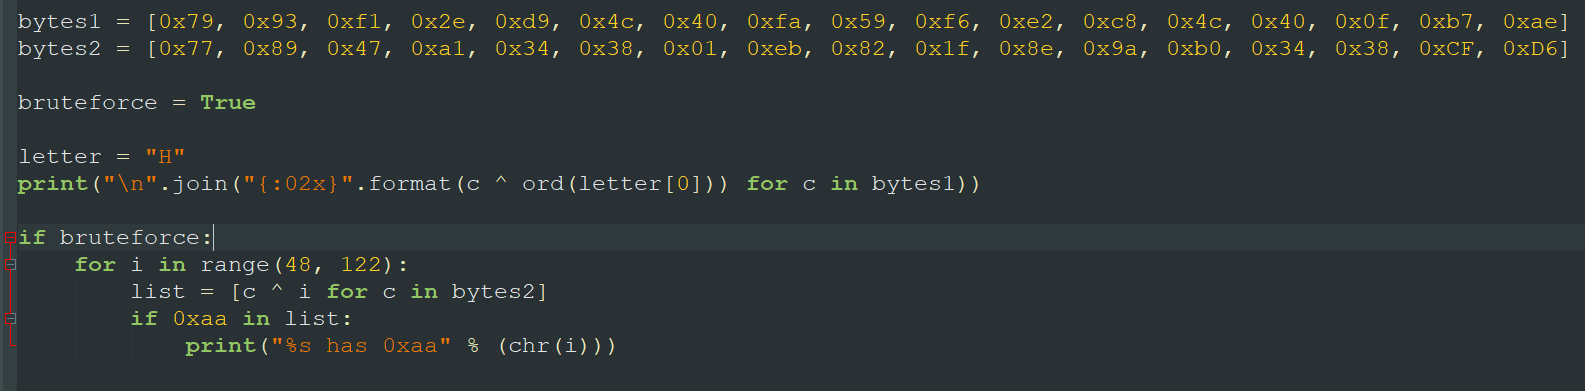 bytes1 = [0x79, 0x93, 0xf1, 0x2e, 0xd9, 0x4c, 0x40, 0xfa, 0x59, 0xf6, 0xe2, 0xc8, 0x4c, 0x40, 0x0f, 0xb7, 0xae]
bytes2 = [0x77, 0x89, 0x47, 0xa1, 0x34, 0x38, 0x01, 0xeb, 0x82, 0x1f, 0x8e, 0x9a, 0xb0, 0x34, 0x38, 0xCF, 0xD6]
bruteforce = True
letter = "H"
print("\n".join("{:02x}".format(c ^ ord(letter[0])) for c in bytes1))
if bruteforce:
    for i in range(48, 122):
        list = [c ^ i for c in bytes2]
        if 0xaa in list:
            print("%s has 0xaa" % (chr(i)))